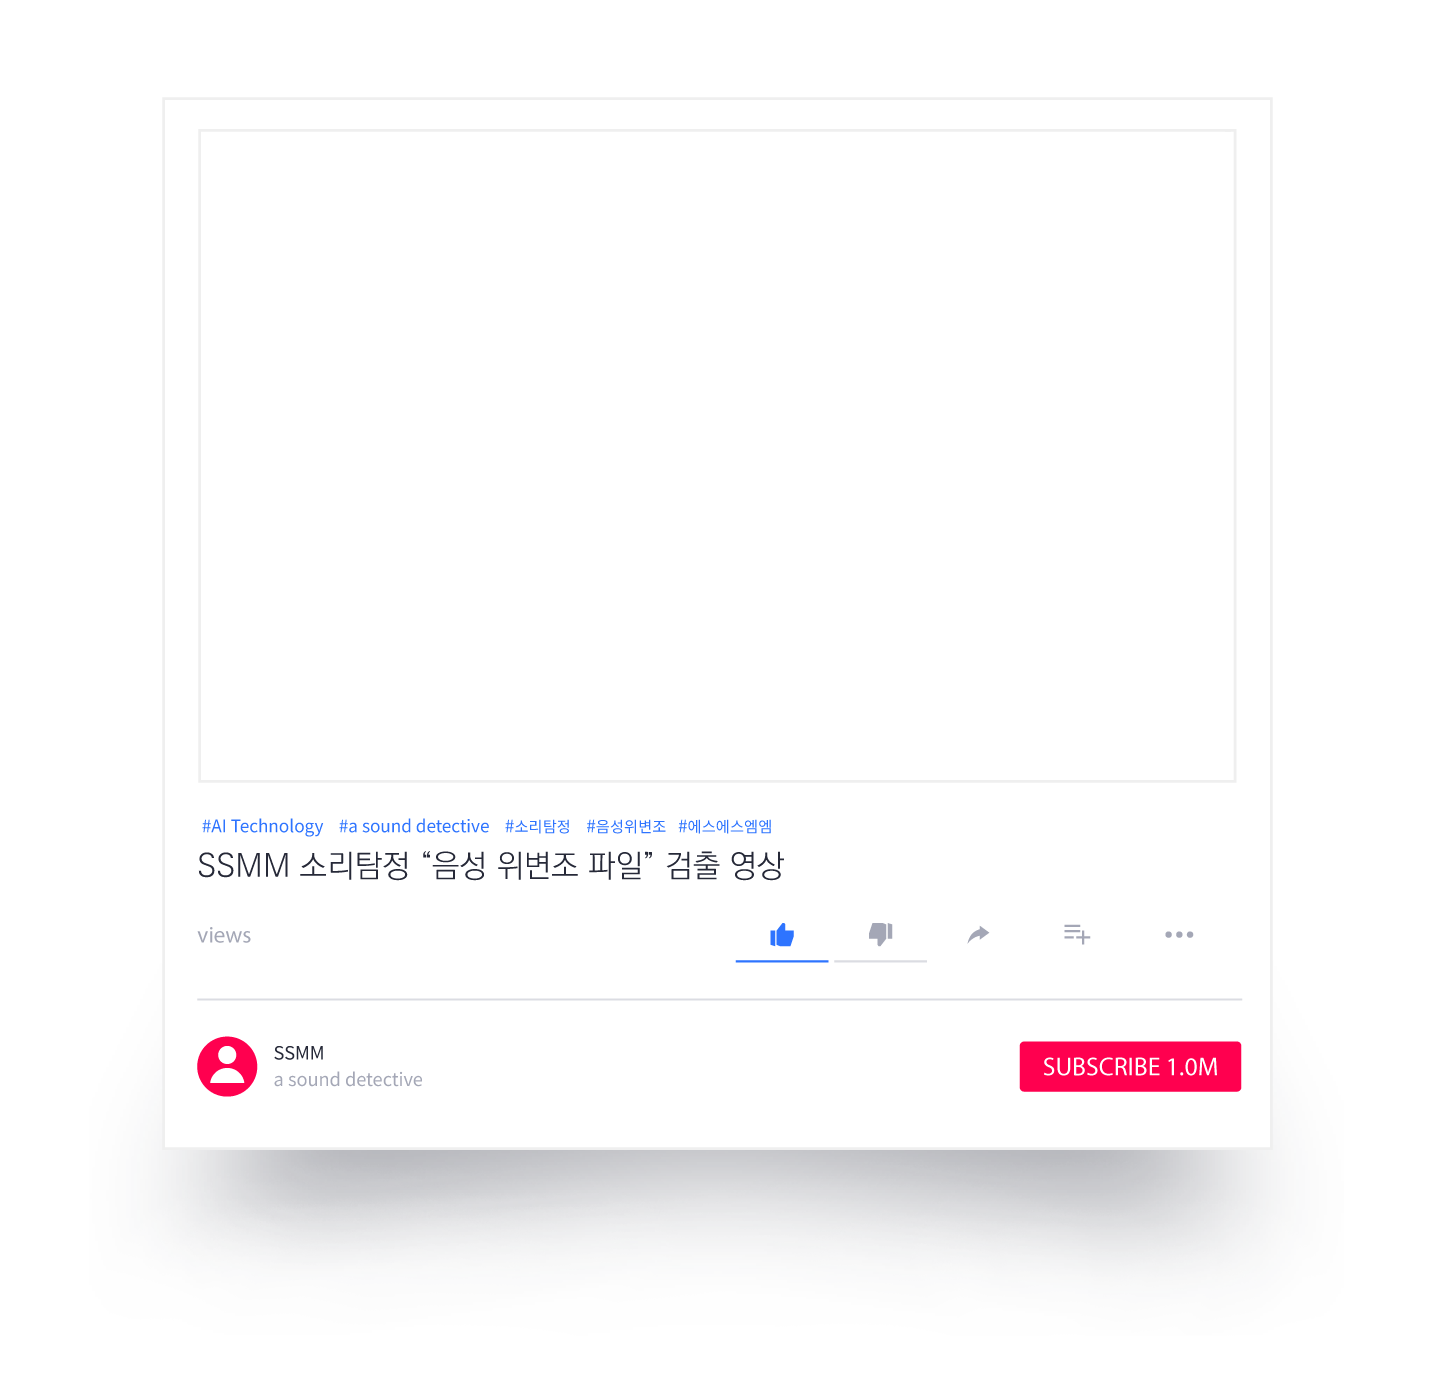 #AI Technology #a sound detective #소리탐정 #음성위변조 #에스에스엠엠
SSMM 소리탐정 “음성 위변조 파일” 검출 영상
views
SSMM
a sound detective
SUBSCRIBE 1.0M